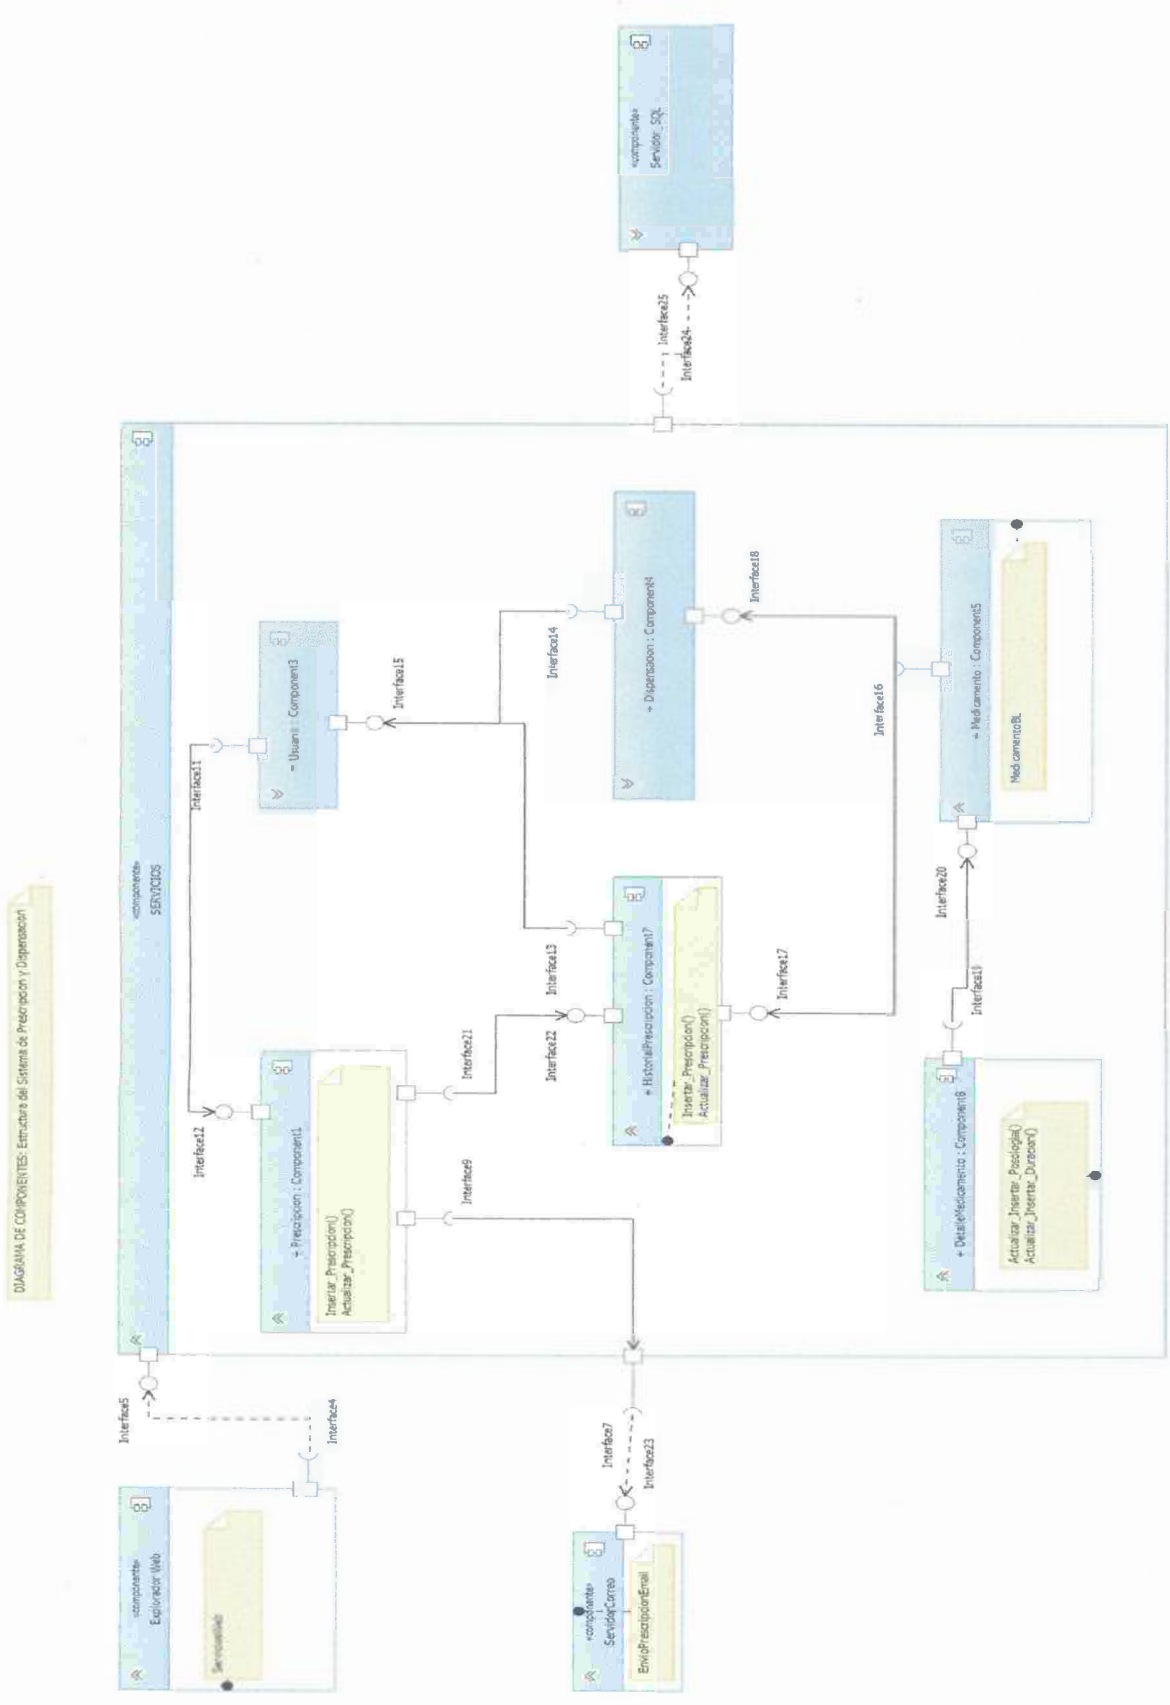 DIAGRAMA DE COMPONENTES: Estructura del Sistema de Prescripcion y Dispensacion
«componente»
Explorador Web
ServiciosWeb
Interface5
Interface4
«componente»
SERVICIOS
Interface12
Interface11
+ Prescripcion : Component1
Insertar_Prescripcion()
Actualizar_Prescripcion()
+ Usuario : Component3
Interface15
Interface9
Interface21
Interface22
Interface13
Interface14
«componente»
ServidorCorreo
EnvioPrescripcionEmail
Interface7
Interface23
+ HistorialPrescripcion : Component7
Insertar_Prescripcion()
Actualizar_Prescripcion()
+ Dispensacion : Component4
Interface25
Interface24
«componente»
Servidor_SQL
Interface17
Interface18
Interface16
+ DetalleMedicamento : Component6
Actualizar_Insertar_Posologia()
Actualizar_Insertar_Duracion()
Interface19
Interface20
+ Medicamento : Component5
MedicamentoBL